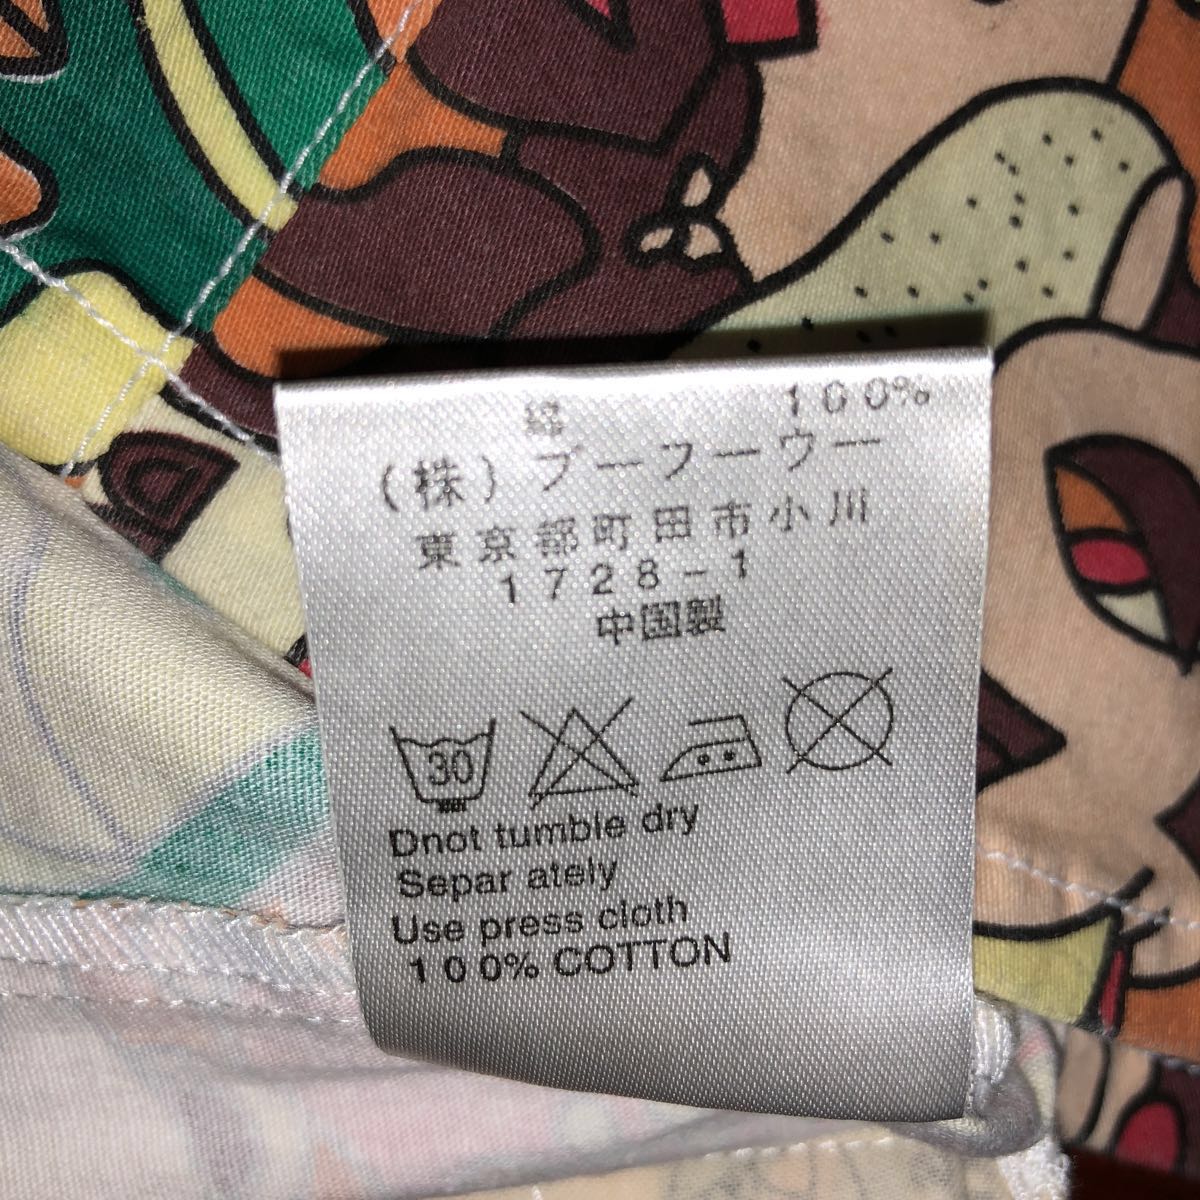 綿 100%
(株)ブーフーウー
東京都町田市小川
1728-1
中国製
30
Dnot tumble dry
Separ ately
Use press cloth
100% COTTON